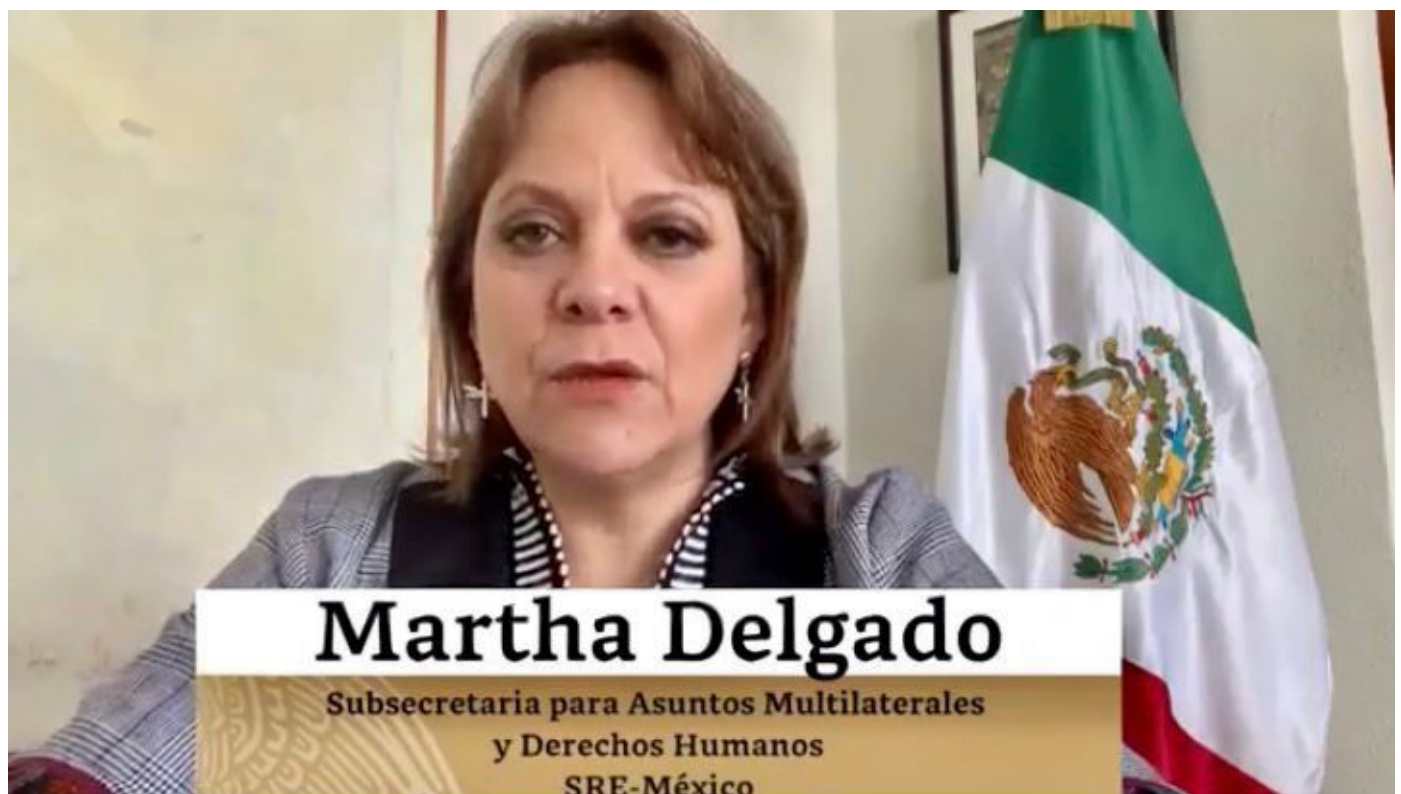 Martha Delgado
Subsecretaria para Asuntos Multilaterales
y Derechos Humanos
SRE-México